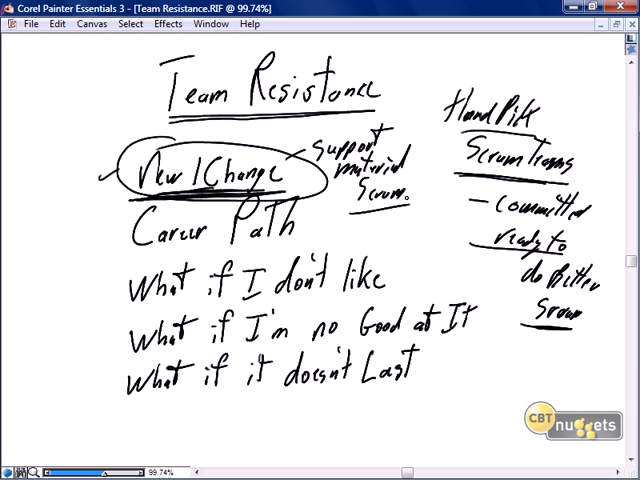 Corel Painter Essentials 3 - [Team Resistance.RIF @ 99.74%]
File Edit Canvas Effects Window Help
Team Resistance
New/Change
support
material
Scrum.
Career Path
What if I don't like
What if I'm no Good at It
What if it doesn't Last
Hand Pick
Scrum Teams
- committed
ready to
do Better
Scrum
CBT nuggets
99.74%